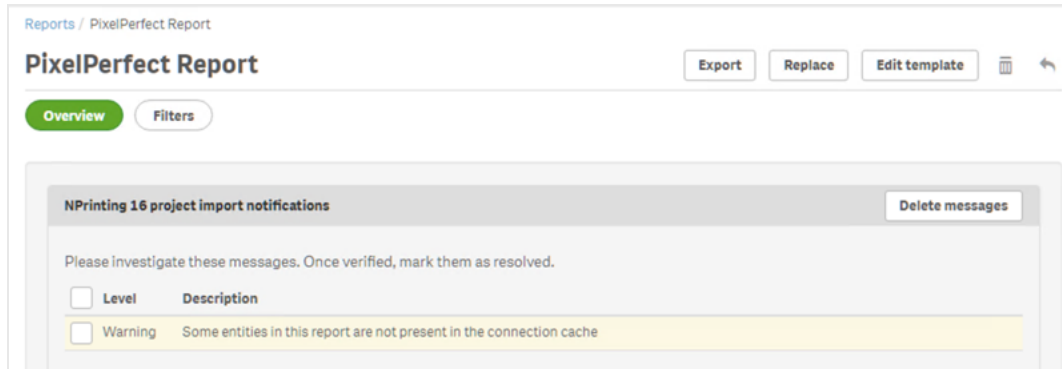 Reports / PixelPerfect Report
PixelPerfect Report
Export Replace Edit template
Overview Filters
NPrinting 16 project import notifications Delete messages
Please investigate these messages. Once verified, mark them as resolved.
Level Description
Warning Some entities in this report are not present in the connection cache